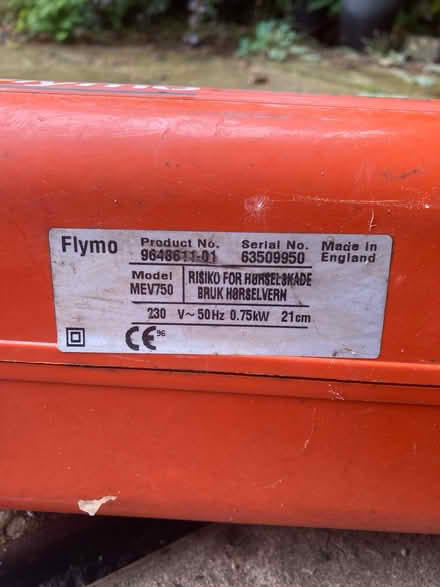 Flymo
Product No. Serial No. Made in
9648611-01 63509950 England
Model RISIKO FOR HØRSELSKADE
MEV750 BRUK HØRSELVERN
230 V~50Hz 0.75kW 21cm
CE 96